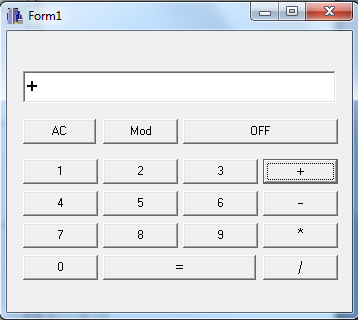 Form1
+
AC Mod OFF
1 2 3 +
4 5 6 -
7 8 9 *
0 = /